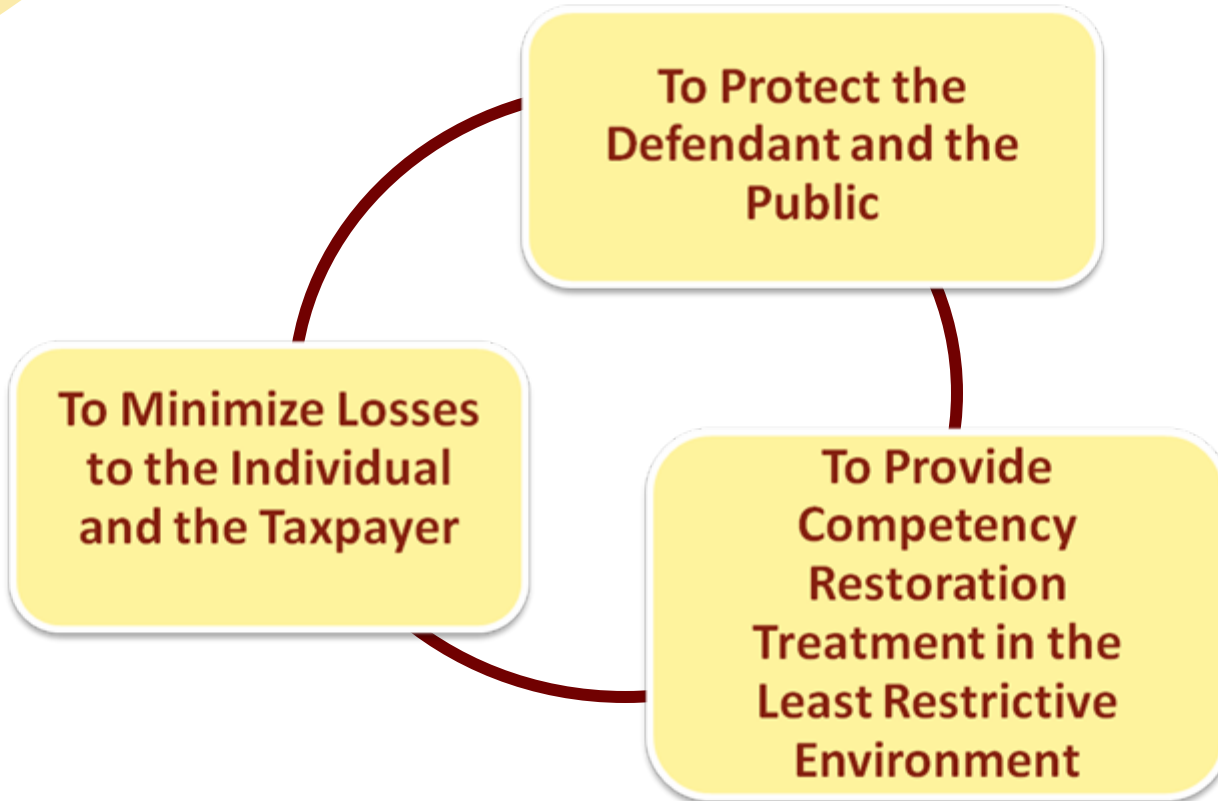 To Protect the
Defendant and the
Public
To Minimize Losses
to the Individual
and the Taxpayer
To Provide
Competency
Restoration
Treatment in the
Least Restrictive
Environment